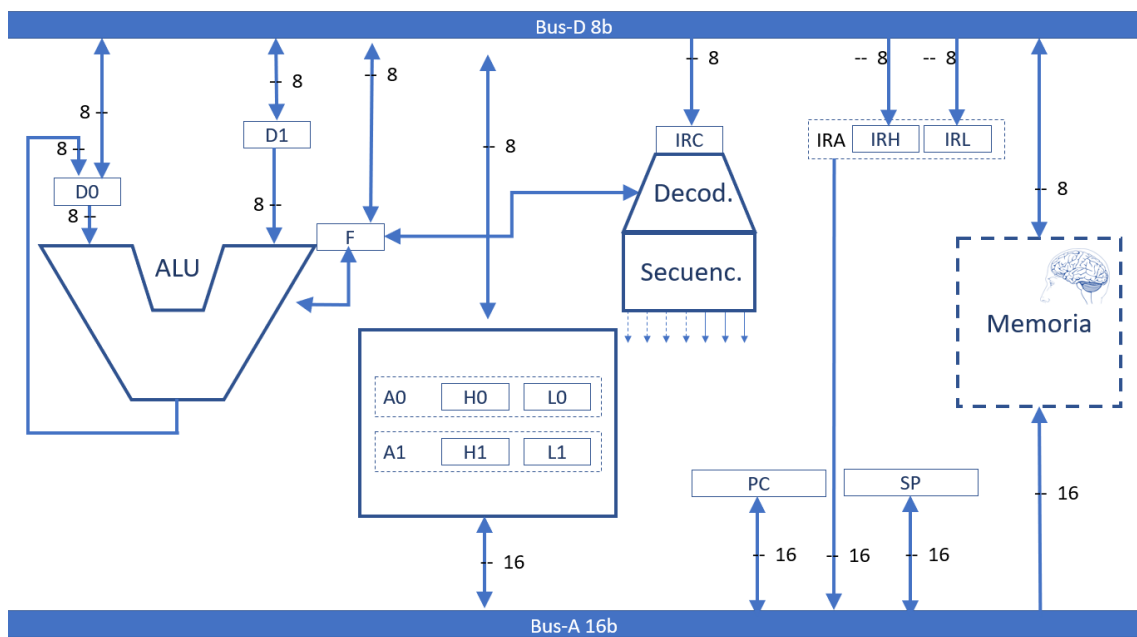 Bus-D 8b
-- 8
-- 8
-- 8
-- 8
-- 8
8 --
8 --
8
8
D1
IRC
IRA
IRH
IRL
D0
8 --
8 --
8
F
Decod.
ALU
Secuenc.
Memoria
A0
H0
L0
A1
H1
L1
PC
SP
16
-- 16
-- 16
-- 16
-- 16
Bus-A 16b